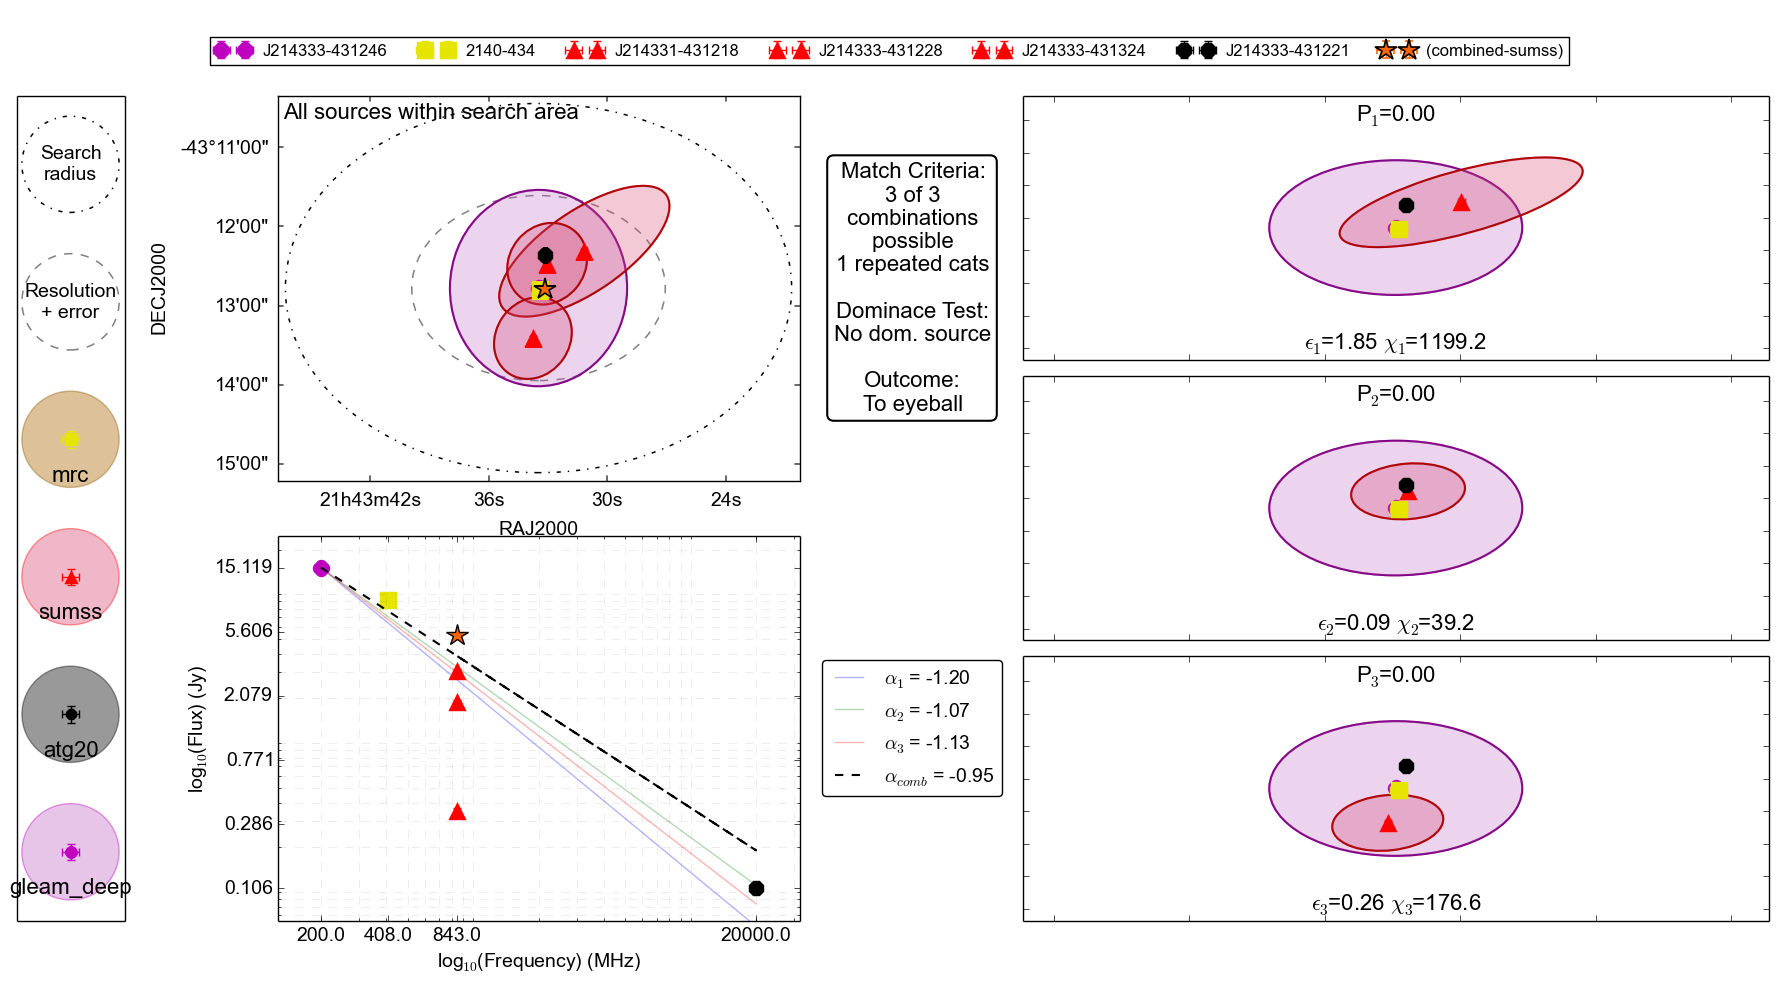 J214333-431246 2140-434 J214331-431218 J214333-431228 J214333-431324 J214333-431221 (combined-sumss)
Search
radius
Resolution
+ error
mrc
sumss
atg20
gleam_deep
All sources within search area
DECJ2000
-43°11'00"
12'00"
13'00"
14'00"
15'00"
21h43m42s 36s 30s 24s
RAJ2000
Match Criteria:
3 of 3
combinations
possible
1 repeated cats
Dominace Test:
No dom. source
Outcome:
To eyeball
log10(Flux) (Jy)
15.119
5.606
2.079
0.771
0.286
0.106
200.0 408.0 843.0 20000.0
log10(Frequency) (MHz)
α1 = -1.20
α2 = -1.07
α3 = -1.13
αcomb = -0.95
P1=0.00
ϵ1=1.85 χ1=1199.2
P2=0.00
ϵ2=0.09 χ2=39.2
P3=0.00
ϵ3=0.26 χ3=176.6